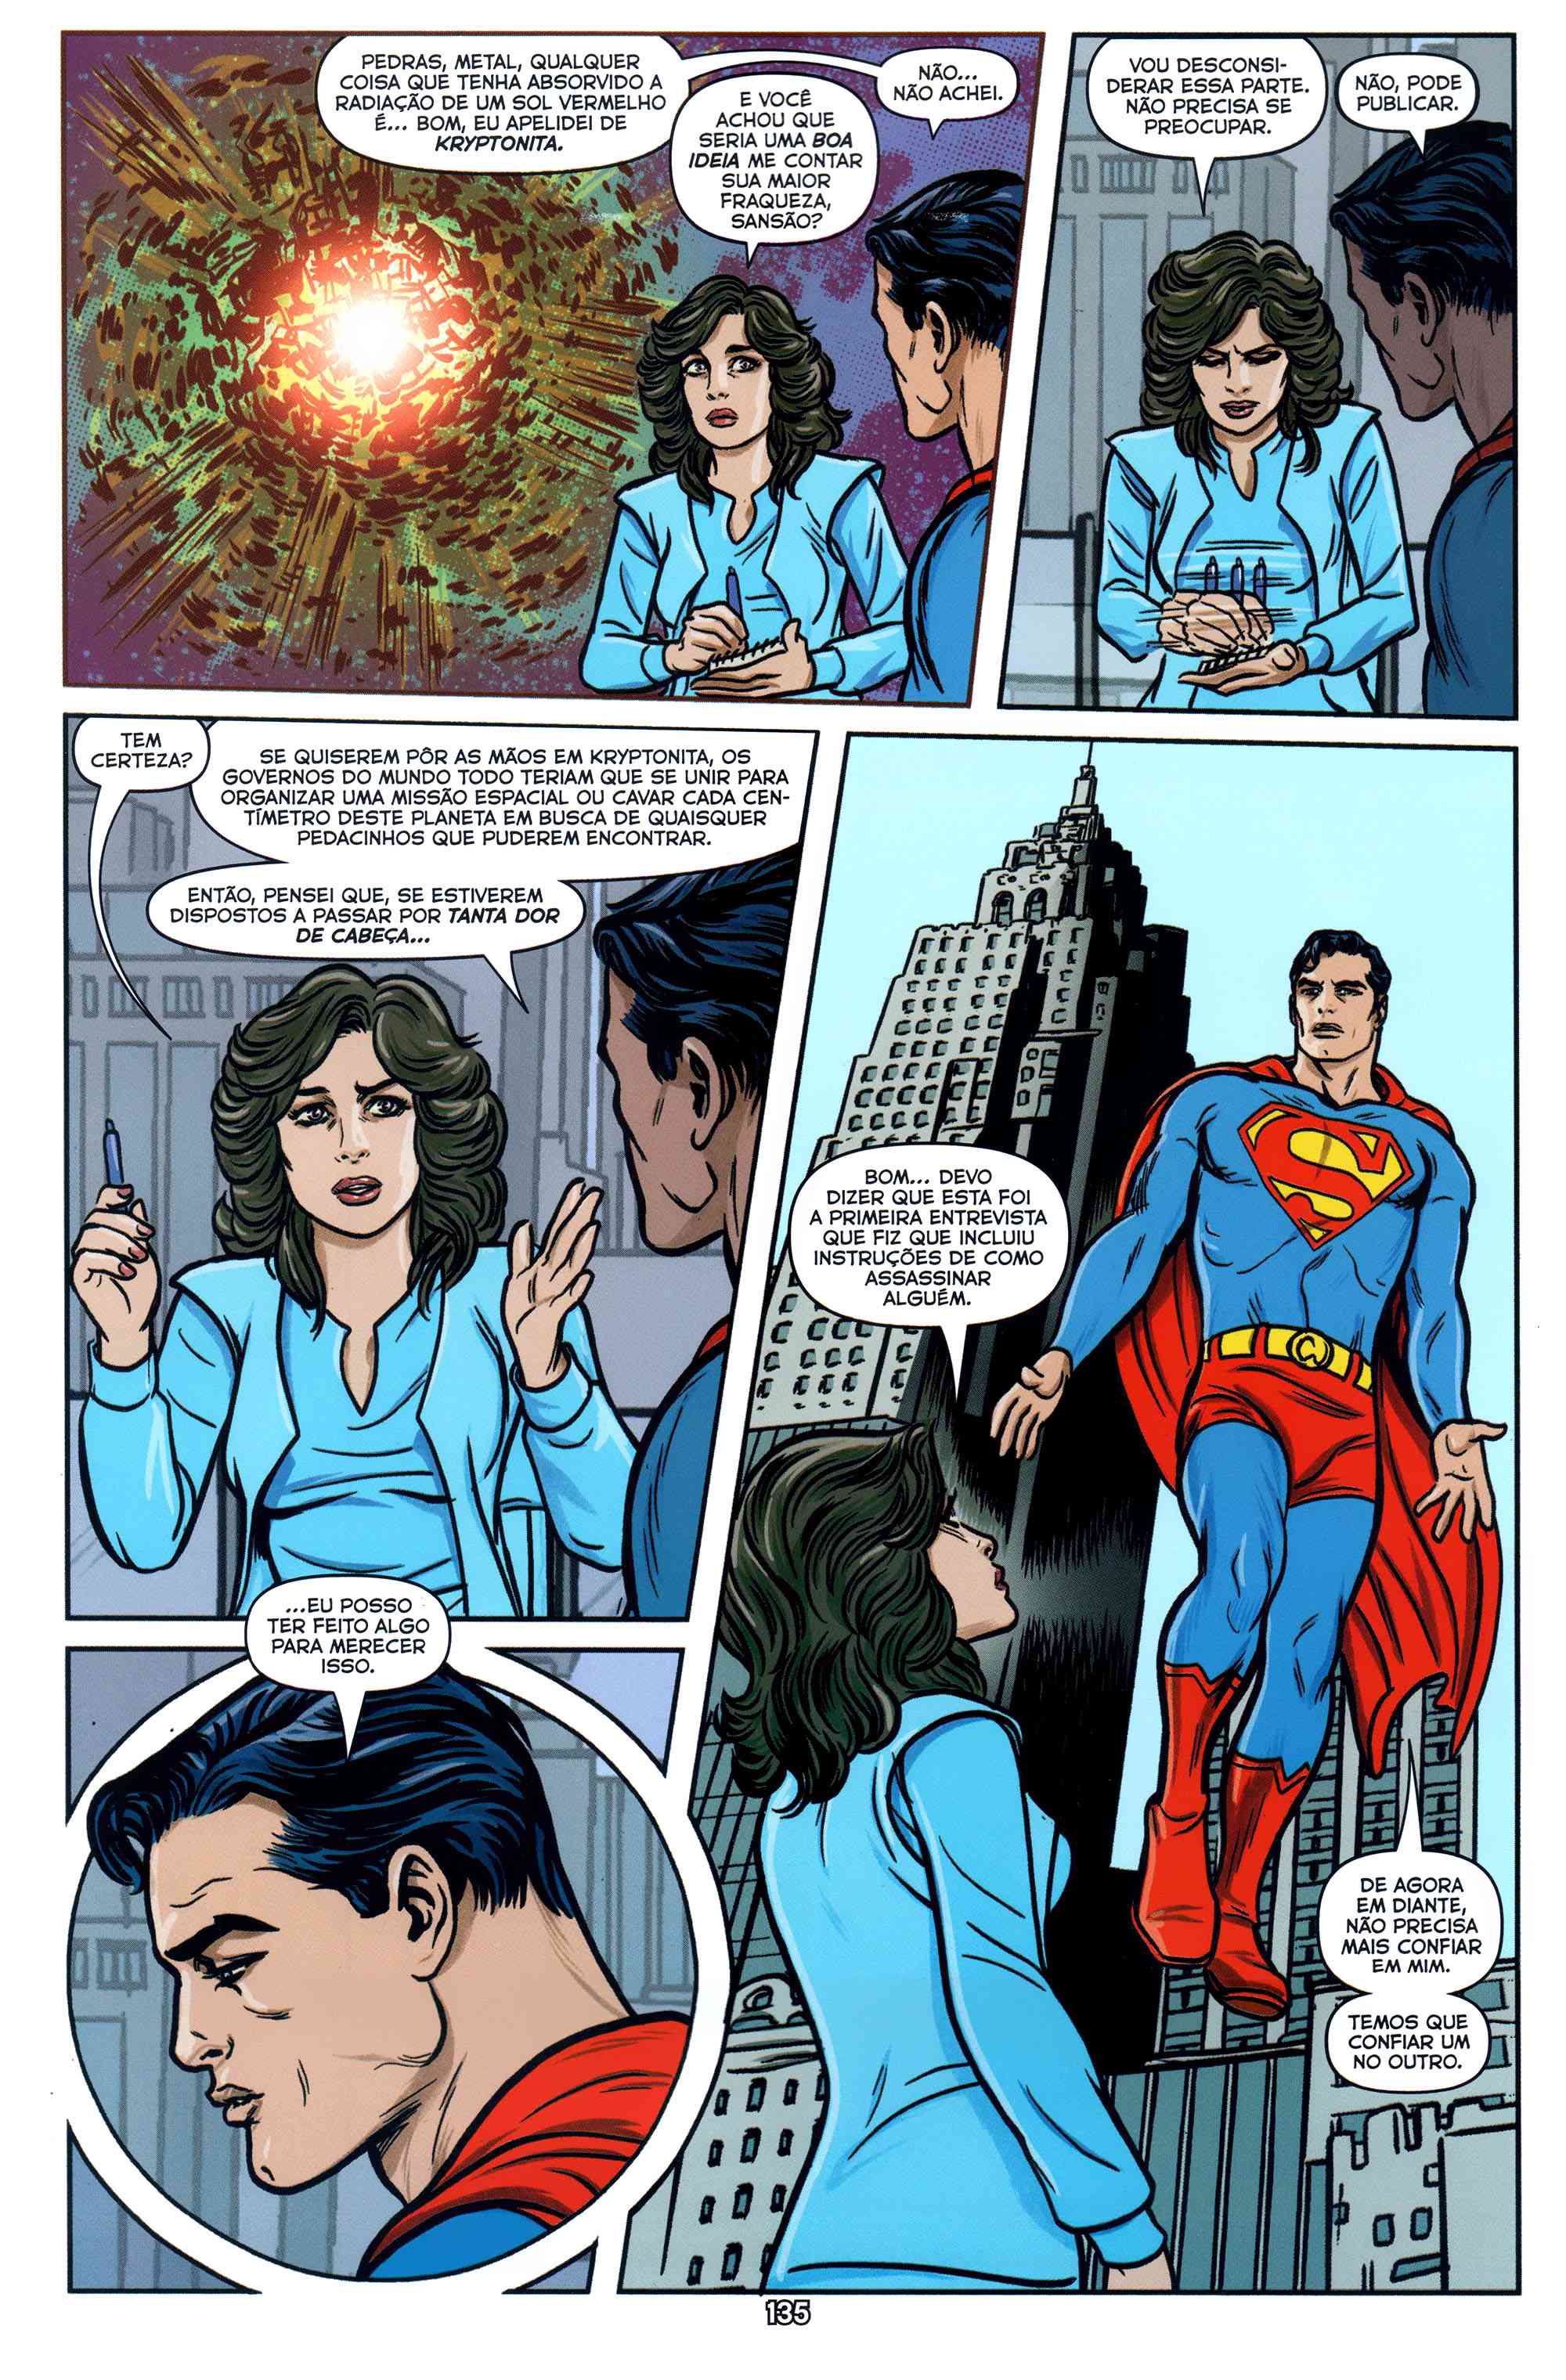 PEDRAS, METAL, QUALQUER
COISA QUE TENHA ABSORVIDO A
RADIAÇÃO DE UM SOL VERMELHO
É... BOM, EU APELIDEI DE
KRYPTONITA.
E VOCÊ
ACHOU QUE
SERIA UMA BOA
IDEIA ME CONTAR
SUA MAIOR
FRAQUEZA,
SANSÃO?
NÃO...
NÃO ACHEI.
VOU DESCONSI-
DERAR ESSA PARTE.
NÃO PRECISA SE
PREOCUPAR.
NÃO, PODE
PUBLICAR.
TEM
CERTEZA?
SE QUISEREM PÔR AS MÃOS EM KRYPTONITA, OS
GOVERNOS DO MUNDO TODO TERIAM QUE SE UNIR PARA
ORGANIZAR UMA MISSÃO ESPACIAL OU CAVAR CADA CEN-
TÍMETRO DESTE PLANETA EM BUSCA DE QUAISQUER
PEDACINHOS QUE PUDEREM ENCONTRAR.
ENTÃO, PENSEI QUE, SE ESTIVEREM
DISPOSTOS A PASSAR POR TANTA DOR
DE CABEÇA...
...EU POSSO
TER FEITO ALGO
PARA MERECER
ISSO.
BOM... DEVO
DIZER QUE ESTA FOI
A PRIMEIRA ENTREVISTA
QUE FIZ QUE INCLUIU
INSTRUÇÕES DE COMO
ASSASSINAR
ALGUÉM.
S
DE AGORA
EM DIANTE,
NÃO PRECISA
MAIS CONFIAR
EM MIM.
TEMOS QUE
CONFIAR UM
NO OUTRO.
135